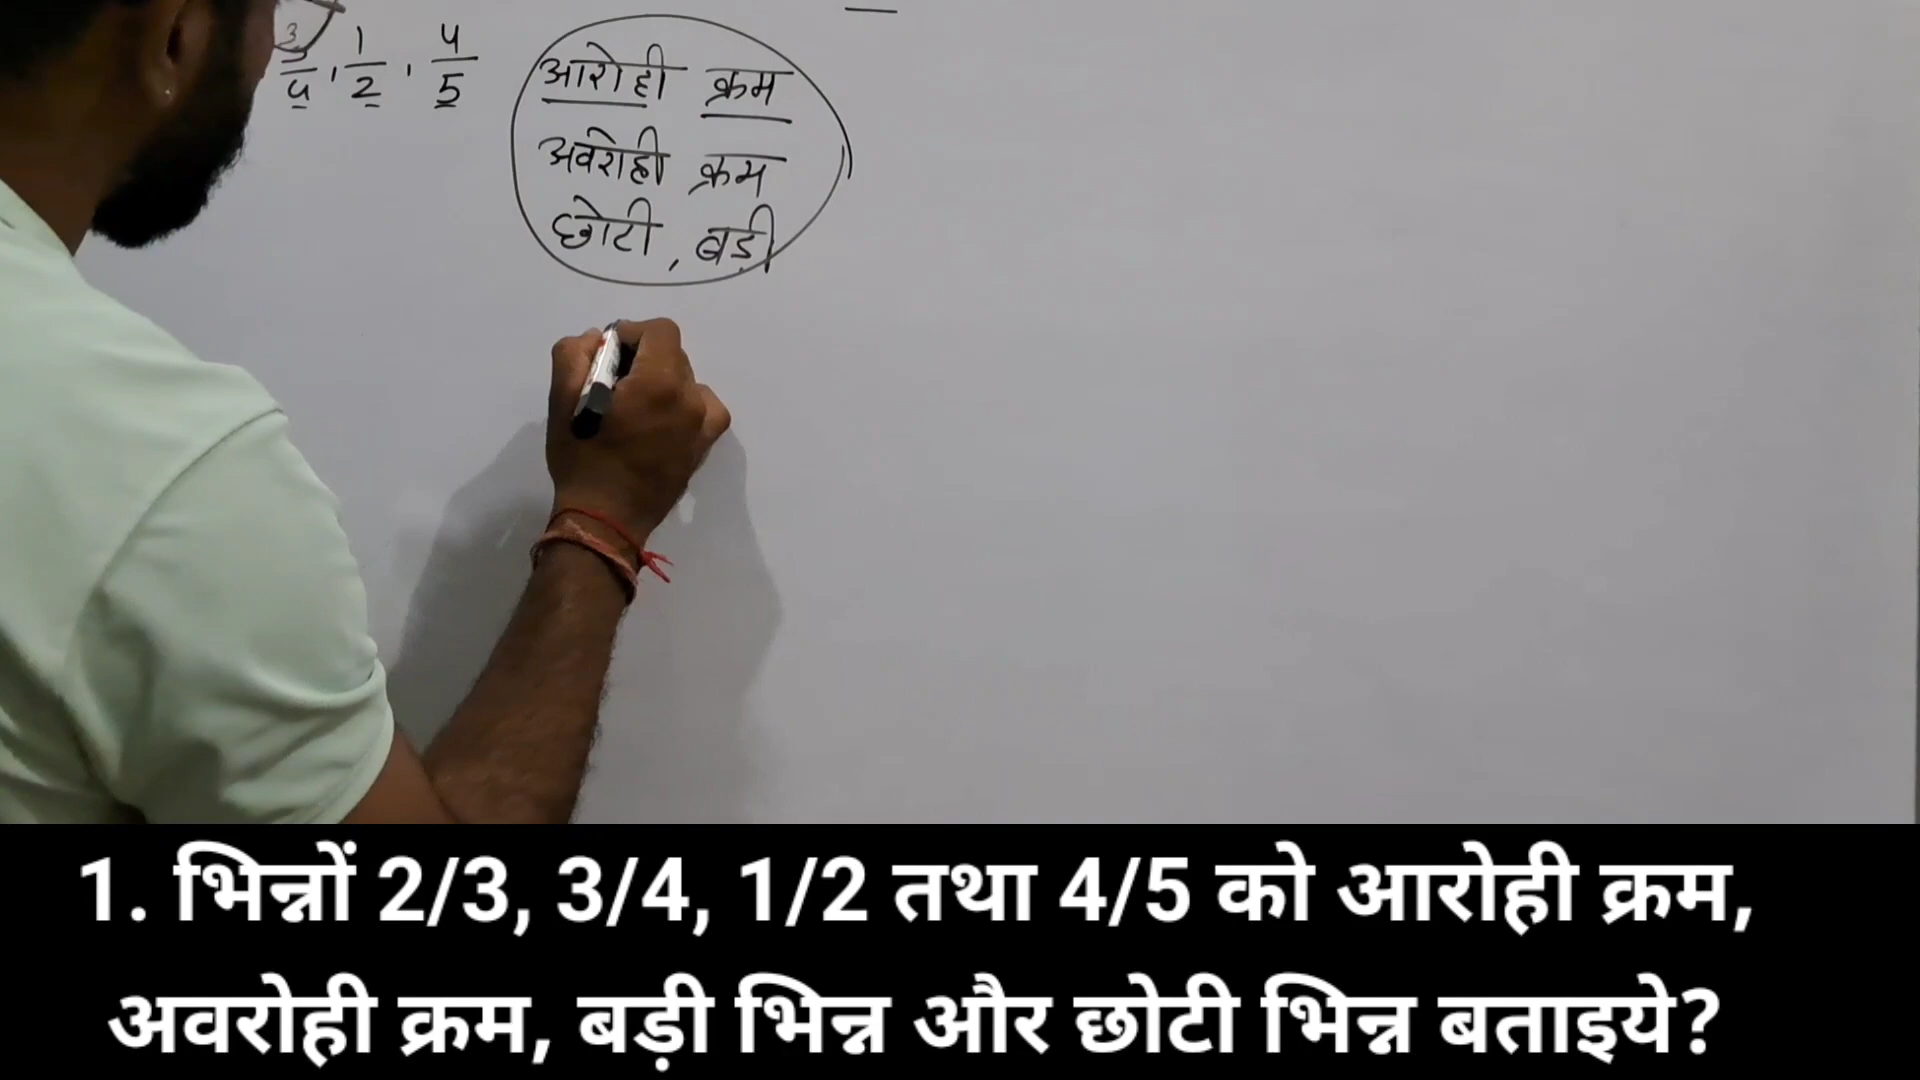 3/4, 1/2, 4/5
आरोही क्रम
अवरोही क्रम
छोटी, बड़ी
1. भिन्नों 2/3, 3/4, 1/2 तथा 4/5 को आरोही क्रम,
अवरोही क्रम, बड़ी भिन्न और छोटी भिन्न बताइये?